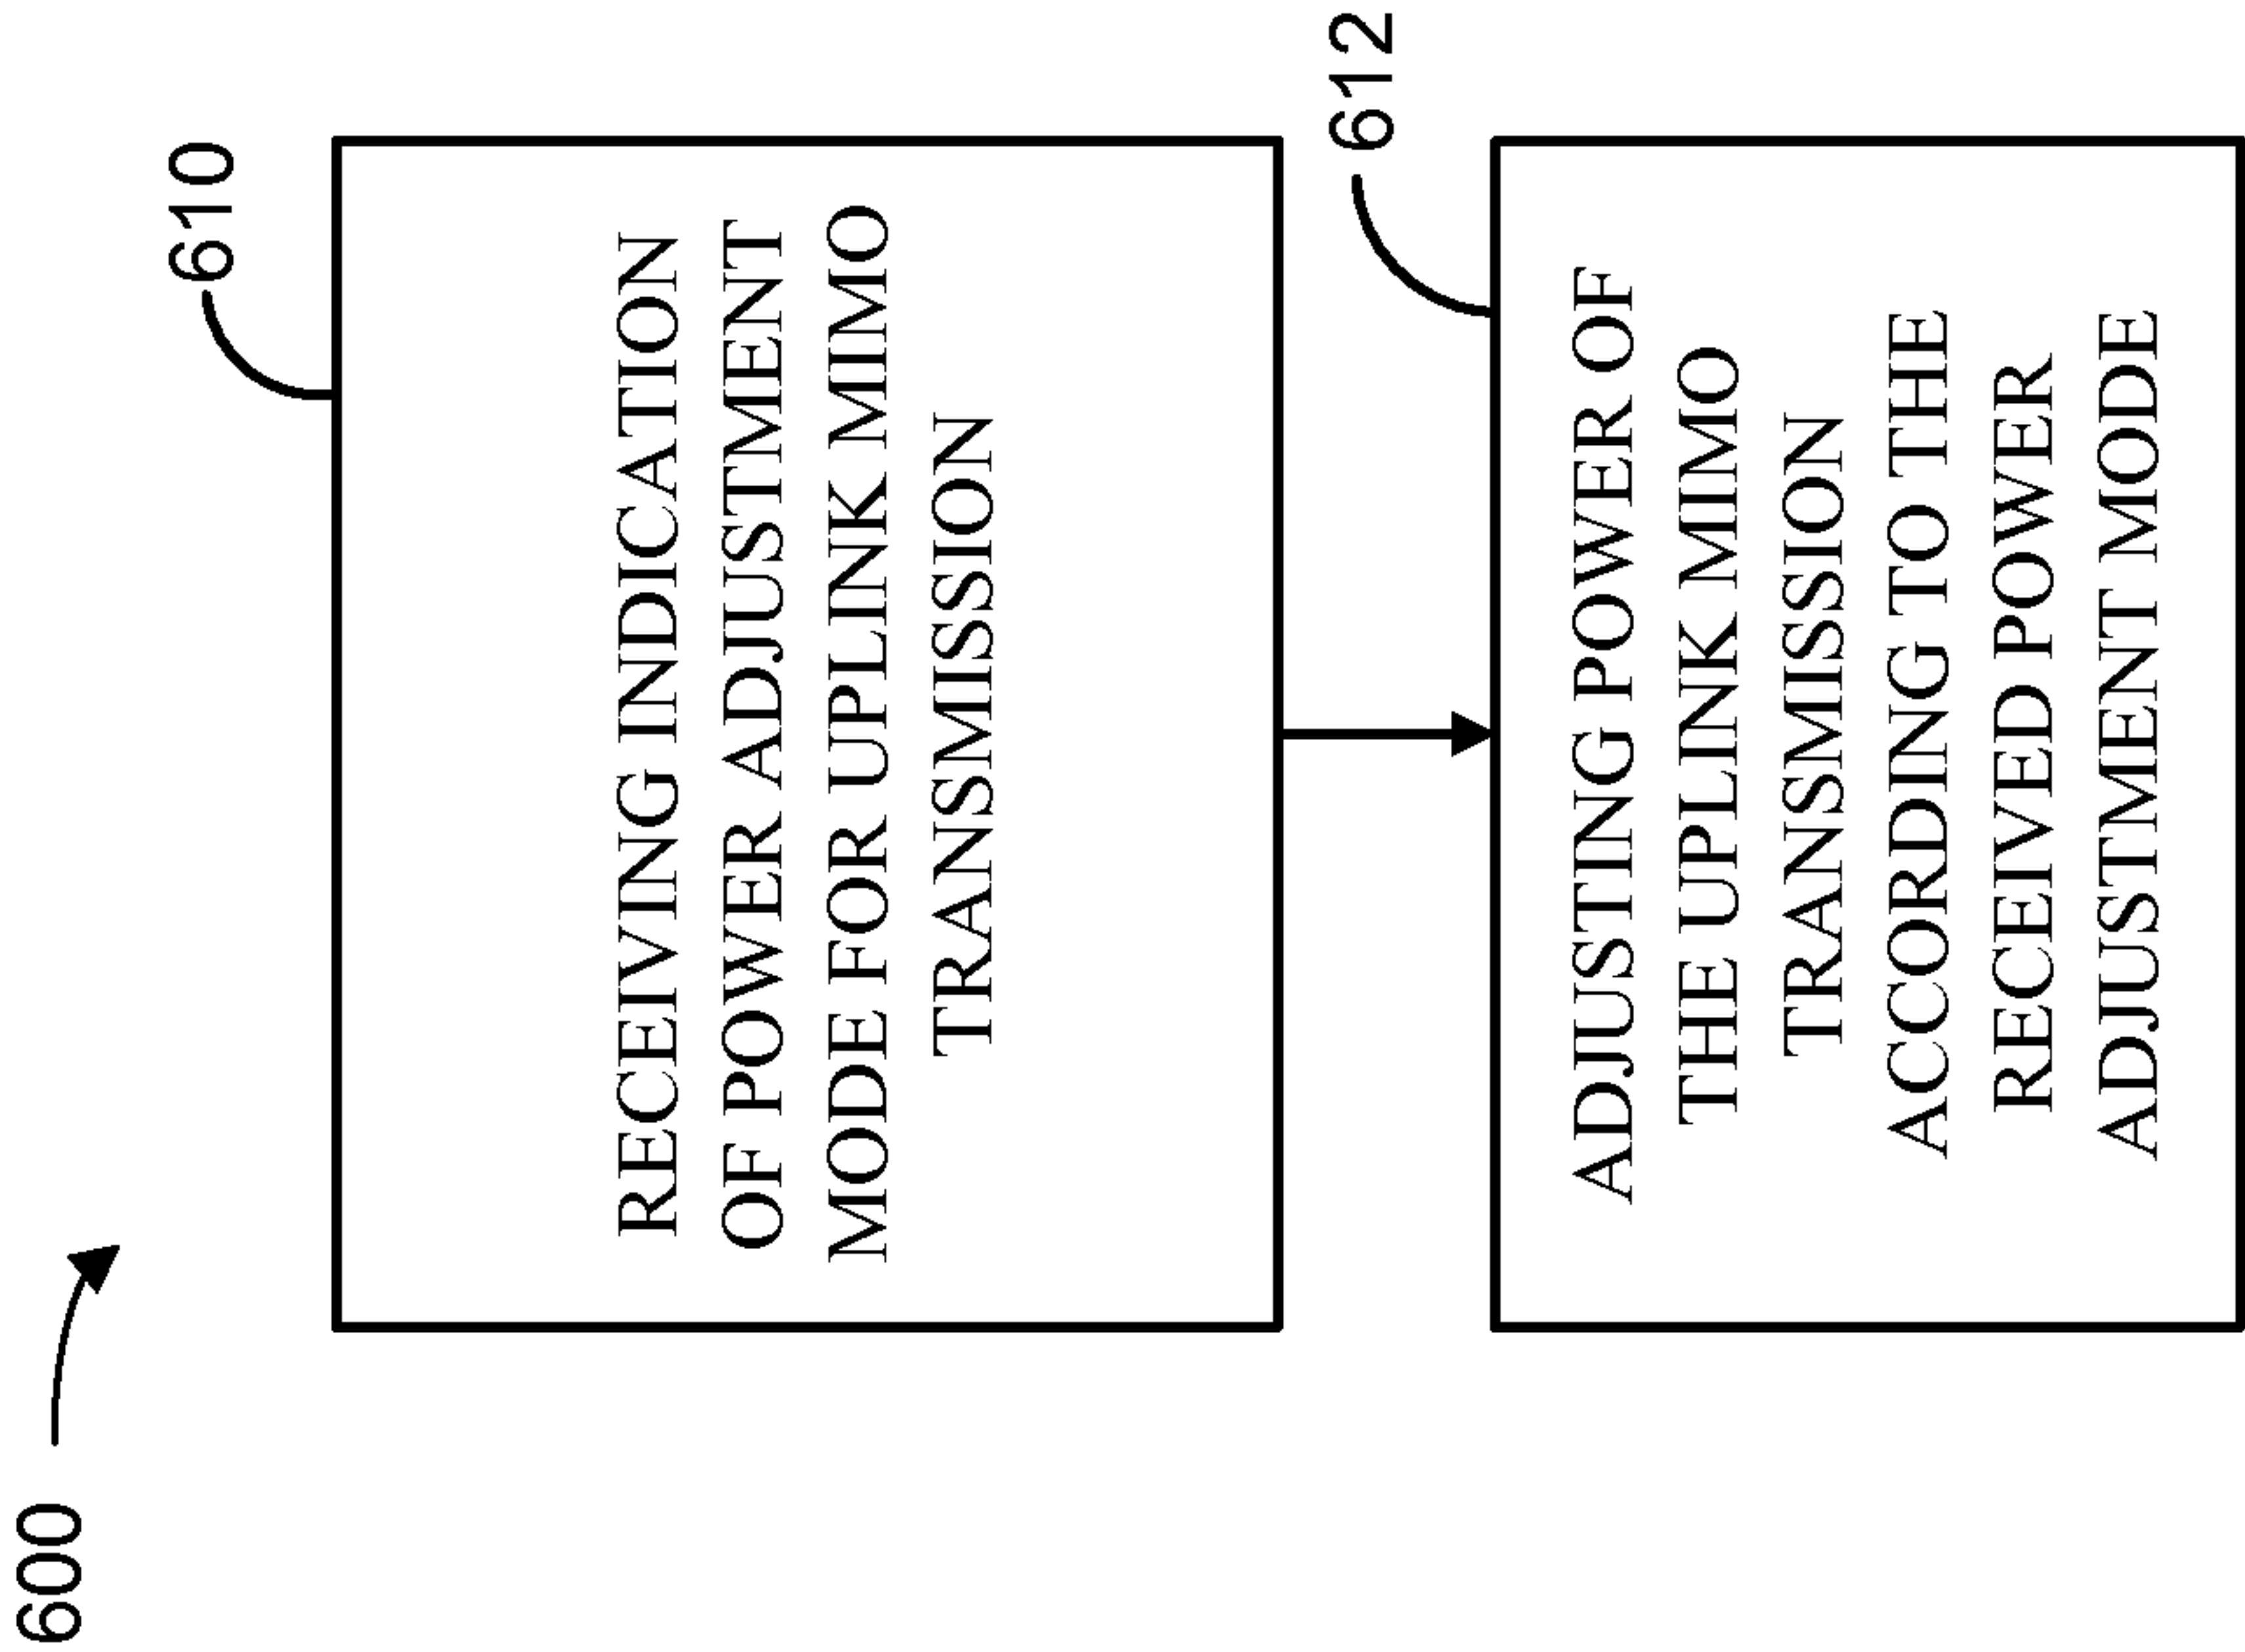 600
610
RECEIVING INDICATION
OF POWER ADJUSTMENT
MODE FOR UPLINK MIMO
TRANSMISSION
612
ADJUSTING POWER OF
THE UPLINK MIMO
TRANSMISSION
ACCORDING TO THE
RECEIVED POWER
ADJUSTMENT MODE